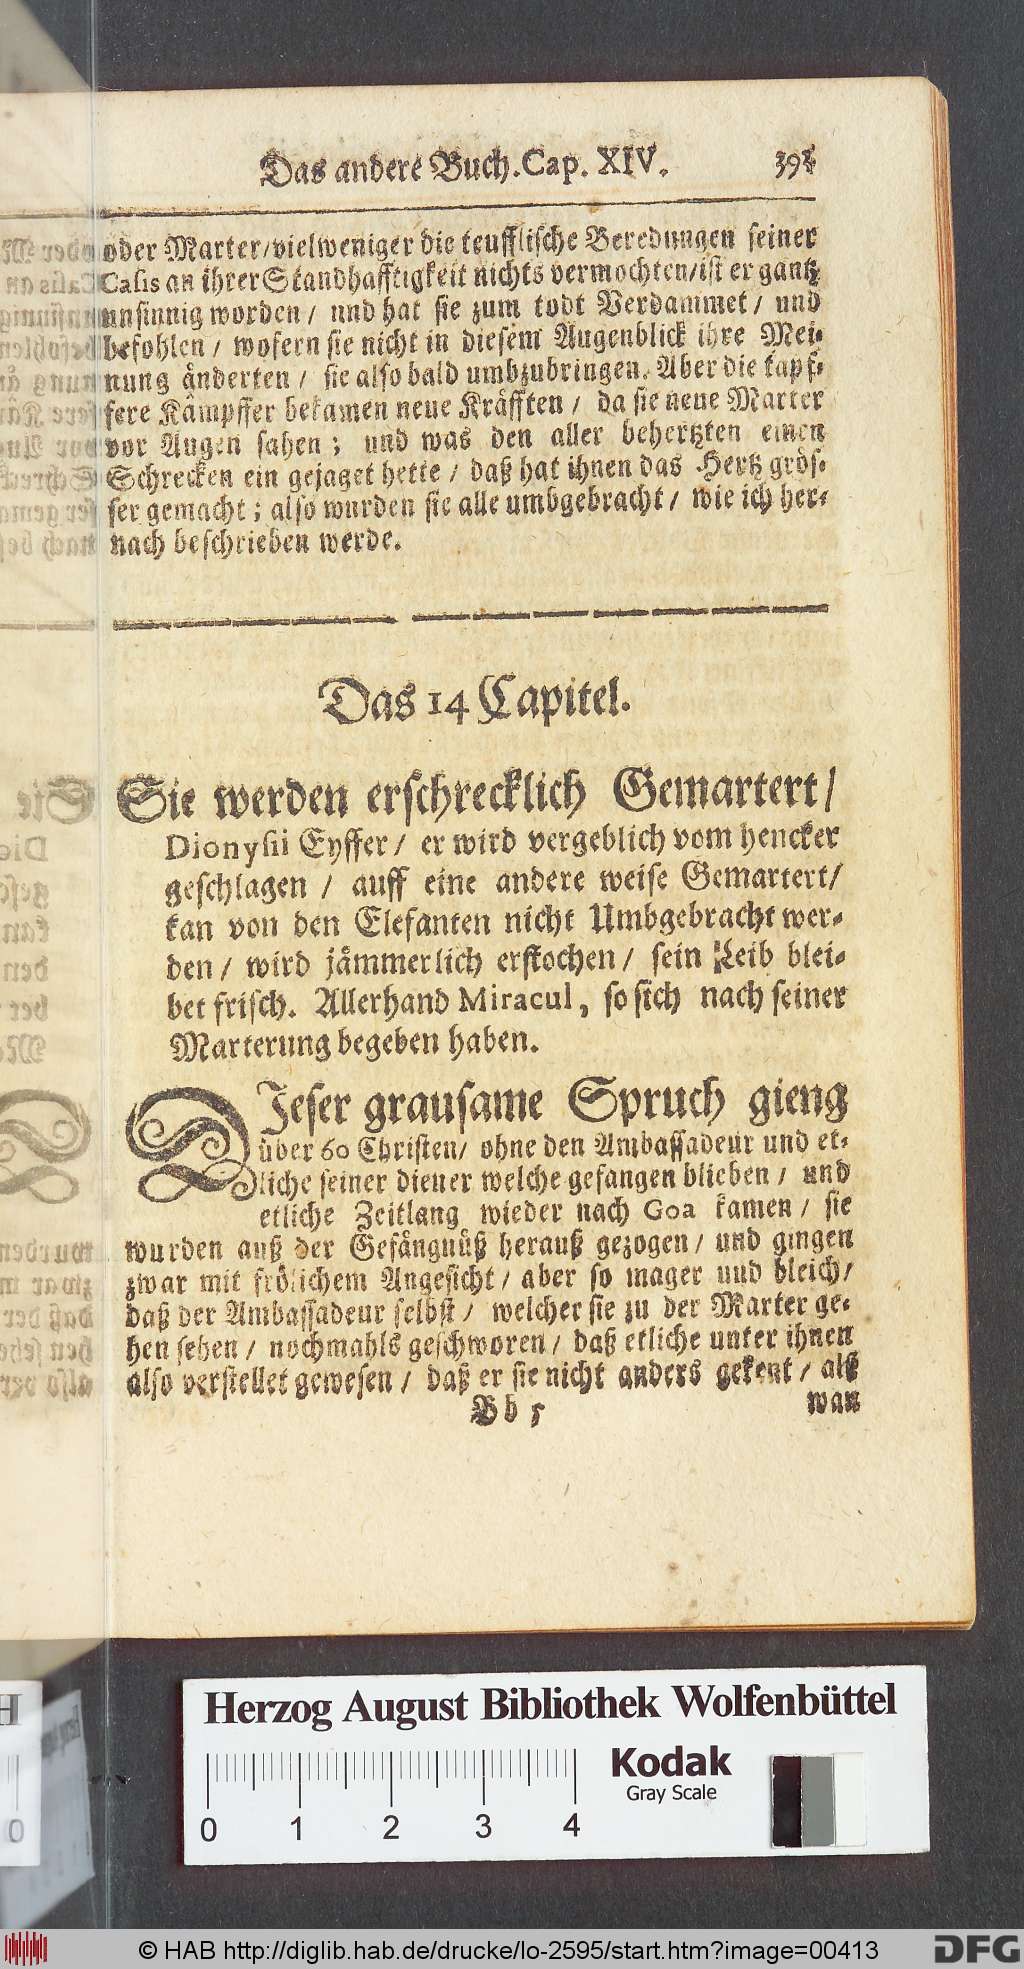 Das andere Buch. Cap. XIV. 393
oder Marter/vielweniger die teufflische Beredungen seiner
Calis an ihrer Standhafftigkeit nichts vermochten/ist er gantz
unsinnig worden / und hat sie zum todt Verdammet / und
befohlen / wofern sie nicht in diesem Augenblick ihre Mei-
nung änderten / sie also bald umbzubringen. Aber die tapf-
fere Kämpffer bekamen neue Kräfften / da sie neue Marter
vor Augen sahen; und was den aller behertzten einen
Schrecken ein gejaget hette / daß hat ihnen das Hertz grös-
ser gemacht; also wurden sie alle umbgebracht / wie ich her-
nach beschrieben werde.
Das 14 Capitel.
Sie werden erschrecklich Gemartert/
Dionysii Eyffer / er wird vergeblich vom hencker
geschlagen / auff eine andere weise Gemartert/
kan von den Elefanten nicht Umbgebracht wer-
den / wird jämmerlich erstochen / sein Leib blei-
bet frisch. Allerhand Miracul, so sich nach seiner
Marterung begeben haben.
DIeser grausame Spruch gieng
über 60 Christen/ ohne den Ambassadeur und et-
liche seiner diener welche gefangen blieben / und
etliche Zeitlang wieder nach Goa kamen / sie
wurden auß der Gefängnüß herauß gezogen / und gingen
zwar mit frölichem Angesicht / aber so mager und bleich/
daß der Ambassadeur selbst / welcher sie zu der Marter ge-
hen sehen / nochmahls geschworen / daß etliche unter ihnen
also verstellet gewesen / daß er sie nicht anders gekent / alß
Bb 5 wan
Herzog August Bibliothek Wolfenbüttel
Kodak
Gray Scale
0 1 2 3 4
© HAB http://diglib.hab.de/drucke/lo-2595/start.htm?image=00413
DFG